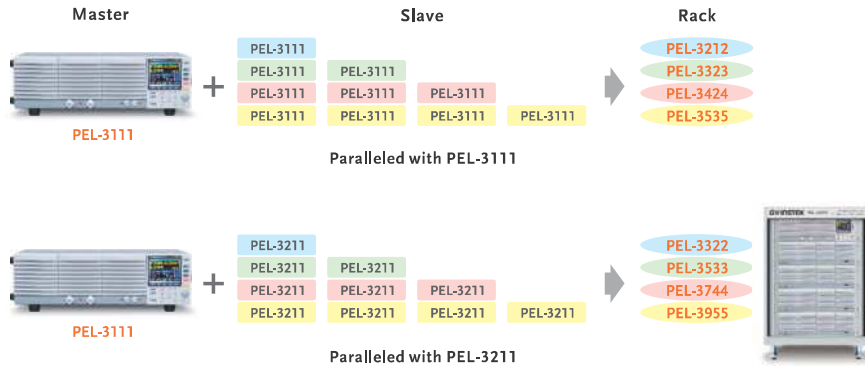 Master Slave Rack
PEL-3111 PEL-3212
PEL-3111 PEL-3111 PEL-3323
+ PEL-3111 PEL-3111 PEL-3111 PEL-3424
PEL-3111 PEL-3111 PEL-3111 PEL-3111 PEL-3535
PEL-3111
Paralleled with PEL-3111
GWINSTEK
PEL-3211 PEL-3322
PEL-3211 PEL-3211 PEL-3533
+ PEL-3211 PEL-3211 PEL-3211 PEL-3744
PEL-3211 PEL-3211 PEL-3211 PEL-3211 PEL-3955
PEL-3111
Paralleled with PEL-3211